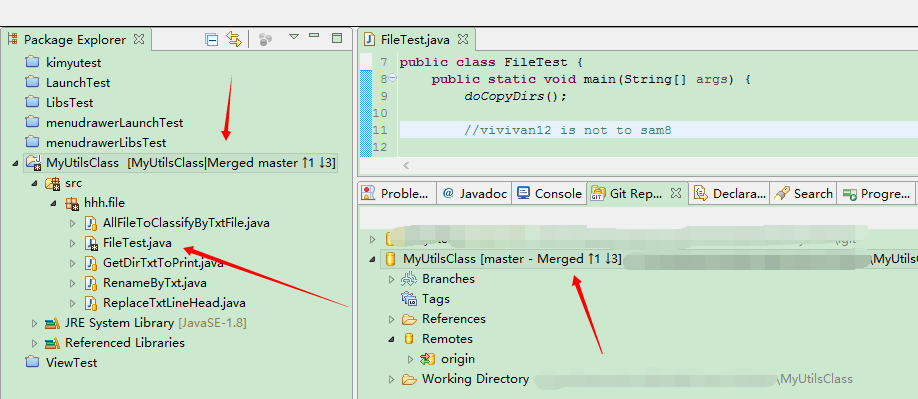 Package Explorer
kimyutest
LaunchTest
LibsTest
menudrawerLaunchTest
menudrawerLibsTest
MyUtilsClass [MyUtilsClass|Merged master ↑1 ↓3]
src
hhh.file
AllFileToClassifyByTxtFile.java
FileTest.java
GetDirTxtToPrint.java
RenameByTxt.java
ReplaceTxtLineHead.java
JRE System Library [JavaSE-1.8]
Referenced Libraries
ViewTest
FileTest.java
7 public class FileTest {
8 public static void main(String[] args) {
9 doCopyDirs();
10
11 //vivivan12 is not to sam8
12
Proble... @ Javadoc Console Git Rep... Declara... Search Progre...
MyUtilsClass [master - Merged ↑1 ↓3] \MyUtilsCl
Branches
Tags
References
Remotes
origin
Working Directory \MyUtilsClass